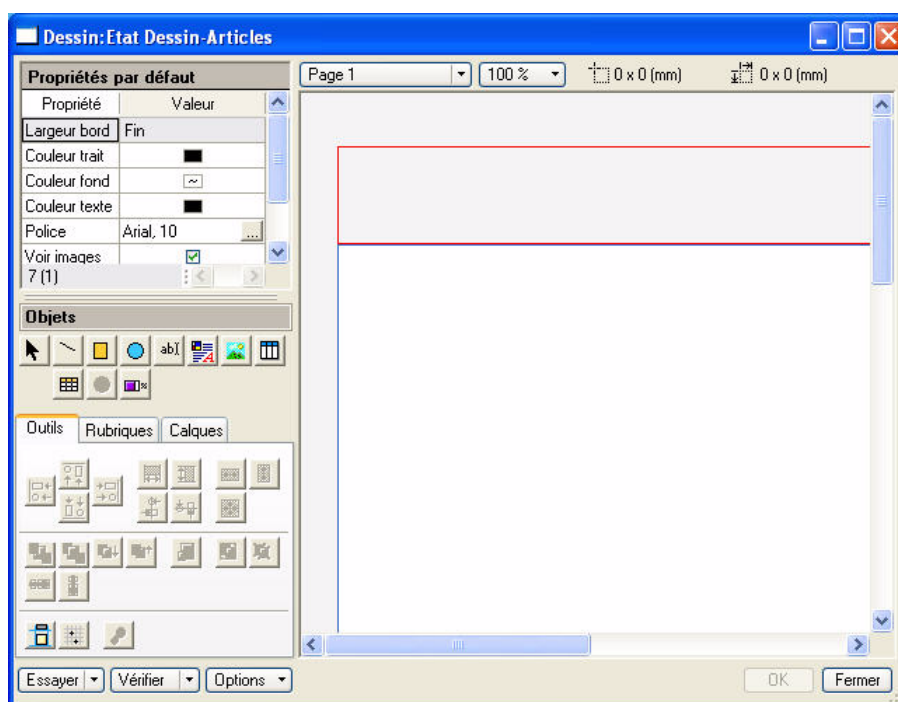 Dessin:Etat Dessin-Articles
Propriétés par défaut
Propriété Valeur
Largeur bord Fin
Couleur trait
Couleur fond ~
Couleur texte
Police Arial, 10 ...
Voir images
7 (1)
Page 1 100 % 0 x 0 (mm) 0 x 0 (mm)
Objets
abI
Outils Rubriques Calques
Essayer Vérifier Options OK Fermer